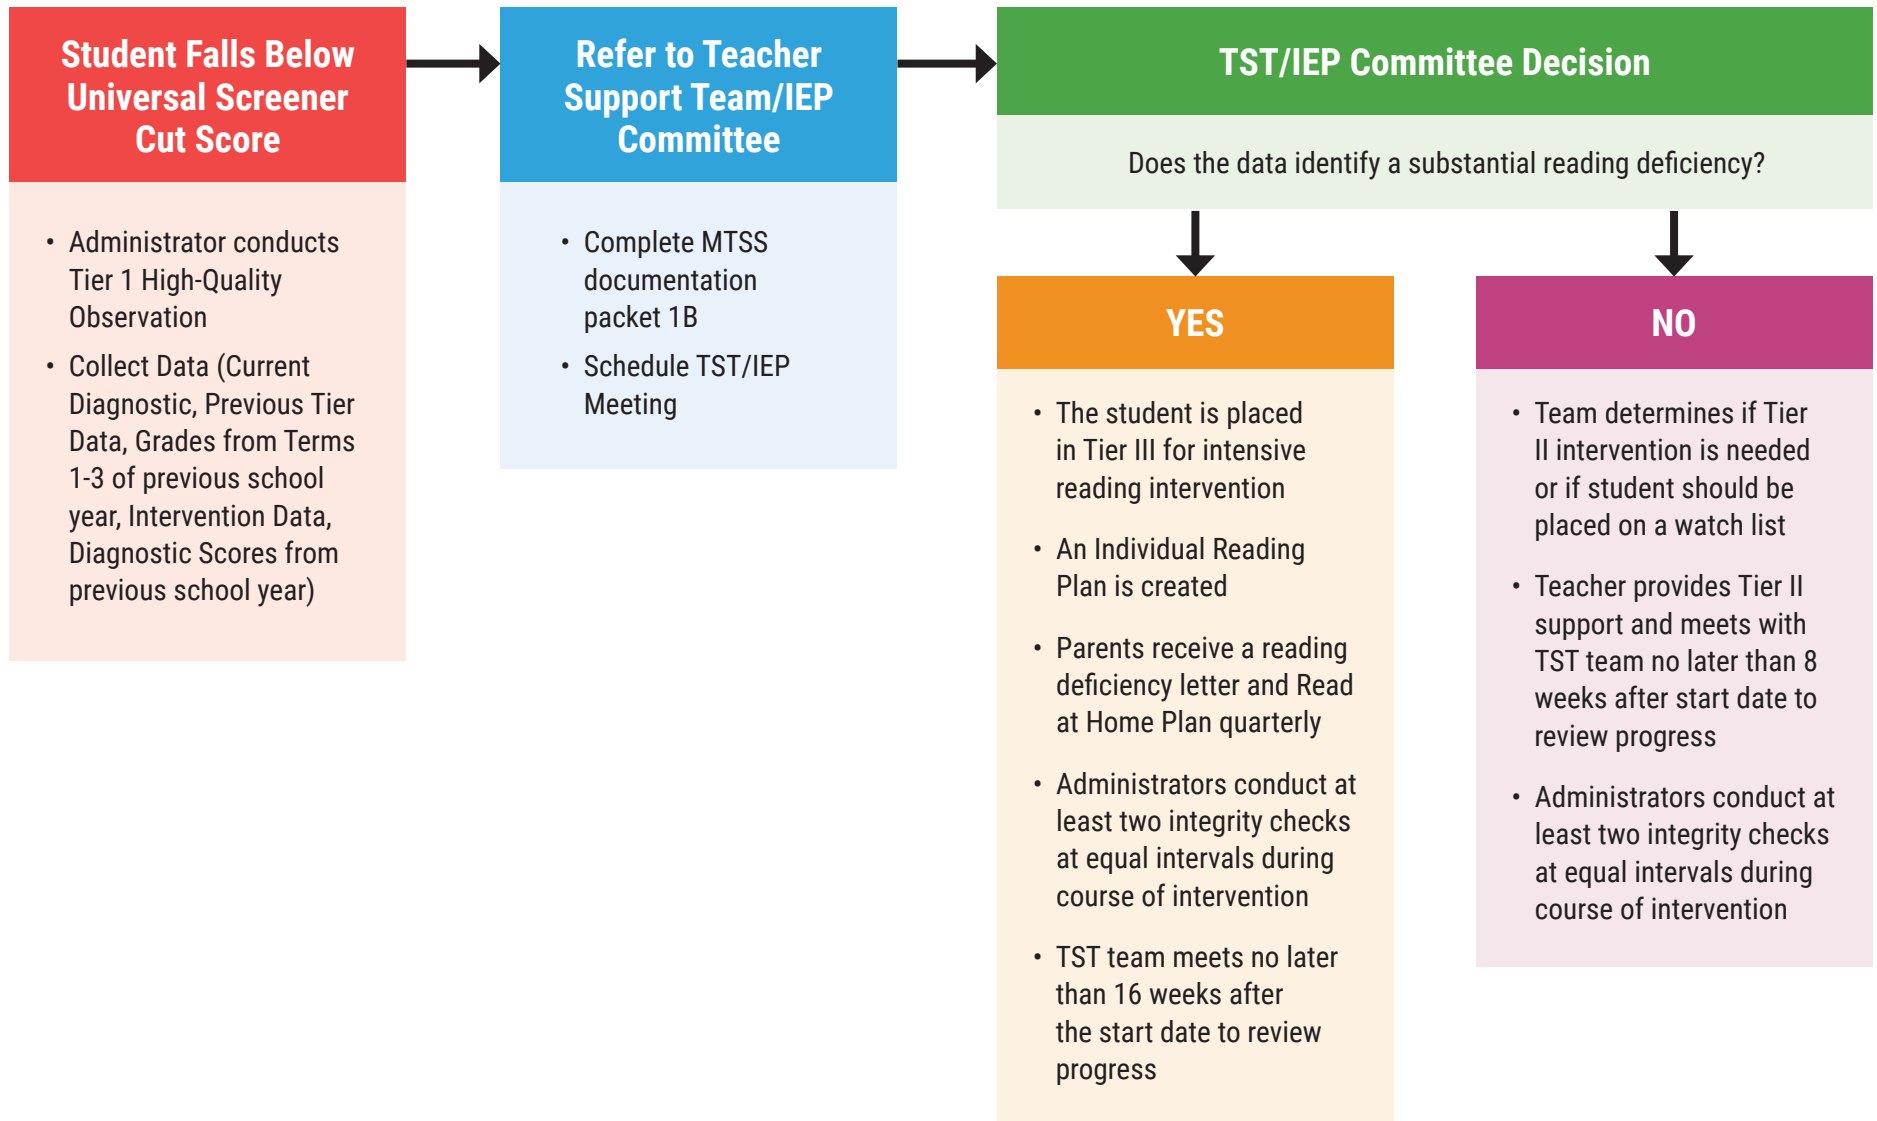 Student Falls Below
Universal Screener
Cut Score
• Administrator conducts
Tier 1 High-Quality
Observation
• Collect Data (Current
Diagnostic, Previous Tier
Data, Grades from Terms
1-3 of previous school
year, Intervention Data,
Diagnostic Scores from
previous school year)
Refer to Teacher
Support Team/IEP
Committee
• Complete MTSS
documentation
packet 1B
• Schedule TST/IEP
Meeting
TST/IEP Committee Decision
Does the data identify a substantial reading deficiency?
YES
• The student is placed
in Tier III for intensive
reading intervention
• An Individual Reading
Plan is created
• Parents receive a reading
deficiency letter and Read
at Home Plan quarterly
• Administrators conduct at
least two integrity checks
at equal intervals during
course of intervention
• TST team meets no later
than 16 weeks after
the start date to review
progress
NO
• Team determines if Tier
II intervention is needed
or if student should be
placed on a watch list
• Teacher provides Tier II
support and meets with
TST team no later than 8
weeks after start date to
review progress
• Administrators conduct at
least two integrity checks
at equal intervals during
course of intervention